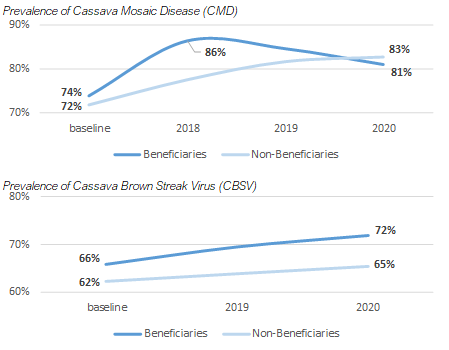 Prevalence of Cassava Mosaic Disease (CMD)
90%
80%
70%
74%
72%
86%
83%
81%
baseline 2018 2019 2020
Beneficiaries Non-Beneficiaries
Prevalence of Cassava Brown Streak Virus (CBSV)
80%
70%
60%
66%
62%
72%
65%
baseline 2019 2020
Beneficiaries Non-Beneficiaries